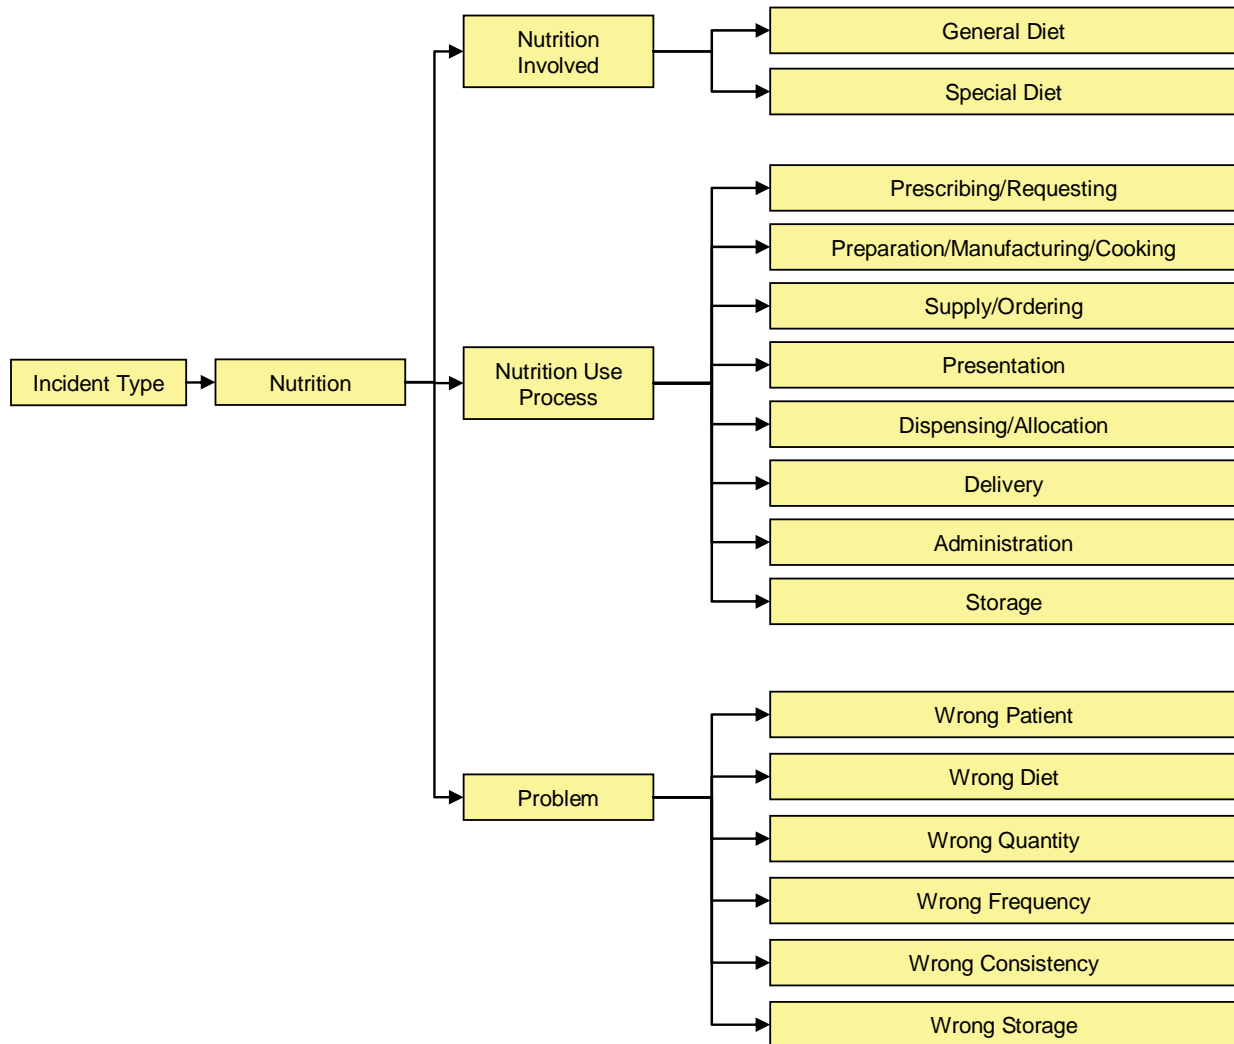 Incident Type
Nutrition
Nutrition
Involved
General Diet
Special Diet
Nutrition Use
Process
Prescribing/Requesting
Preparation/Manufacturing/Cooking
Supply/Ordering
Presentation
Dispensing/Allocation
Delivery
Administration
Storage
Problem
Wrong Patient
Wrong Diet
Wrong Quantity
Wrong Frequency
Wrong Consistency
Wrong Storage